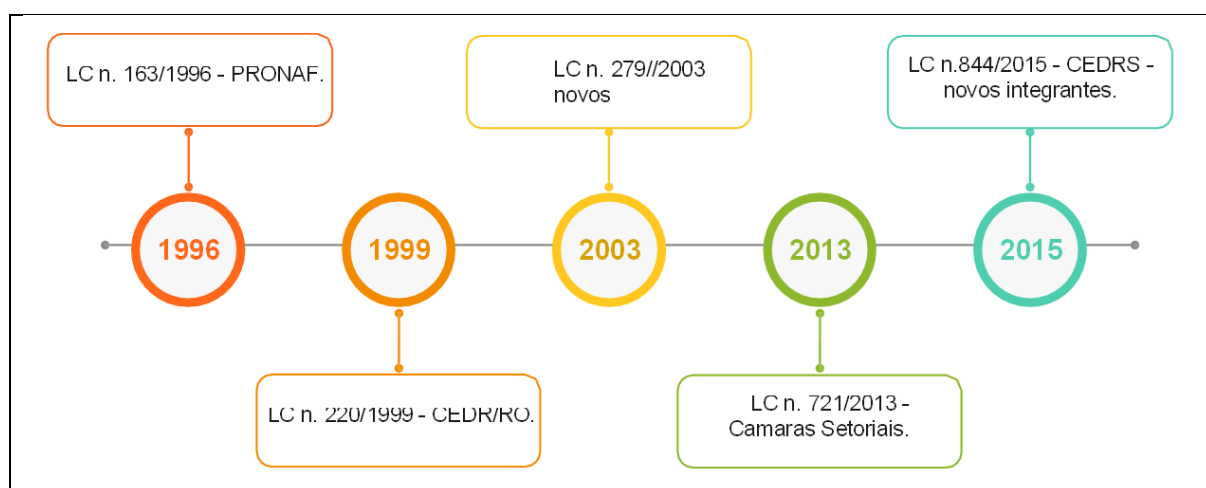 LC n. 163/1996 - PRONAF.
LC n. 279//2003
novos
LC n.844/2015 - CEDRS -
novos integrantes.
1996
1999
2003
2013
2015
LC n. 220/1999 - CEDR/RO.
LC n. 721/2013 -
Camaras Setoriais.